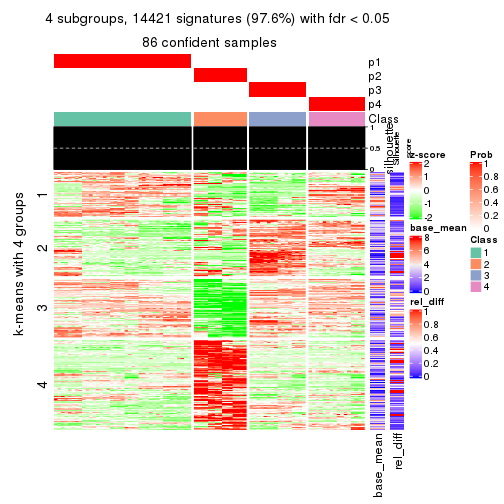 4 subgroups, 14421 signatures (97.6%) with fdr < 0.05
86 confident samples
p1
p2
p3
p4
Class
1
0.5
0
silhouette
Silhouette
score
k-means with 4 groups
1
2
3
4
base_mean
rel_diff
z-score
2
1
0
-1
-2
base_mean
8
6
4
2
0
rel_diff
1
0.8
0.6
0.4
0.2
0
Prob
1
0.8
0.6
0.4
0.2
0
Class
1
2
3
4